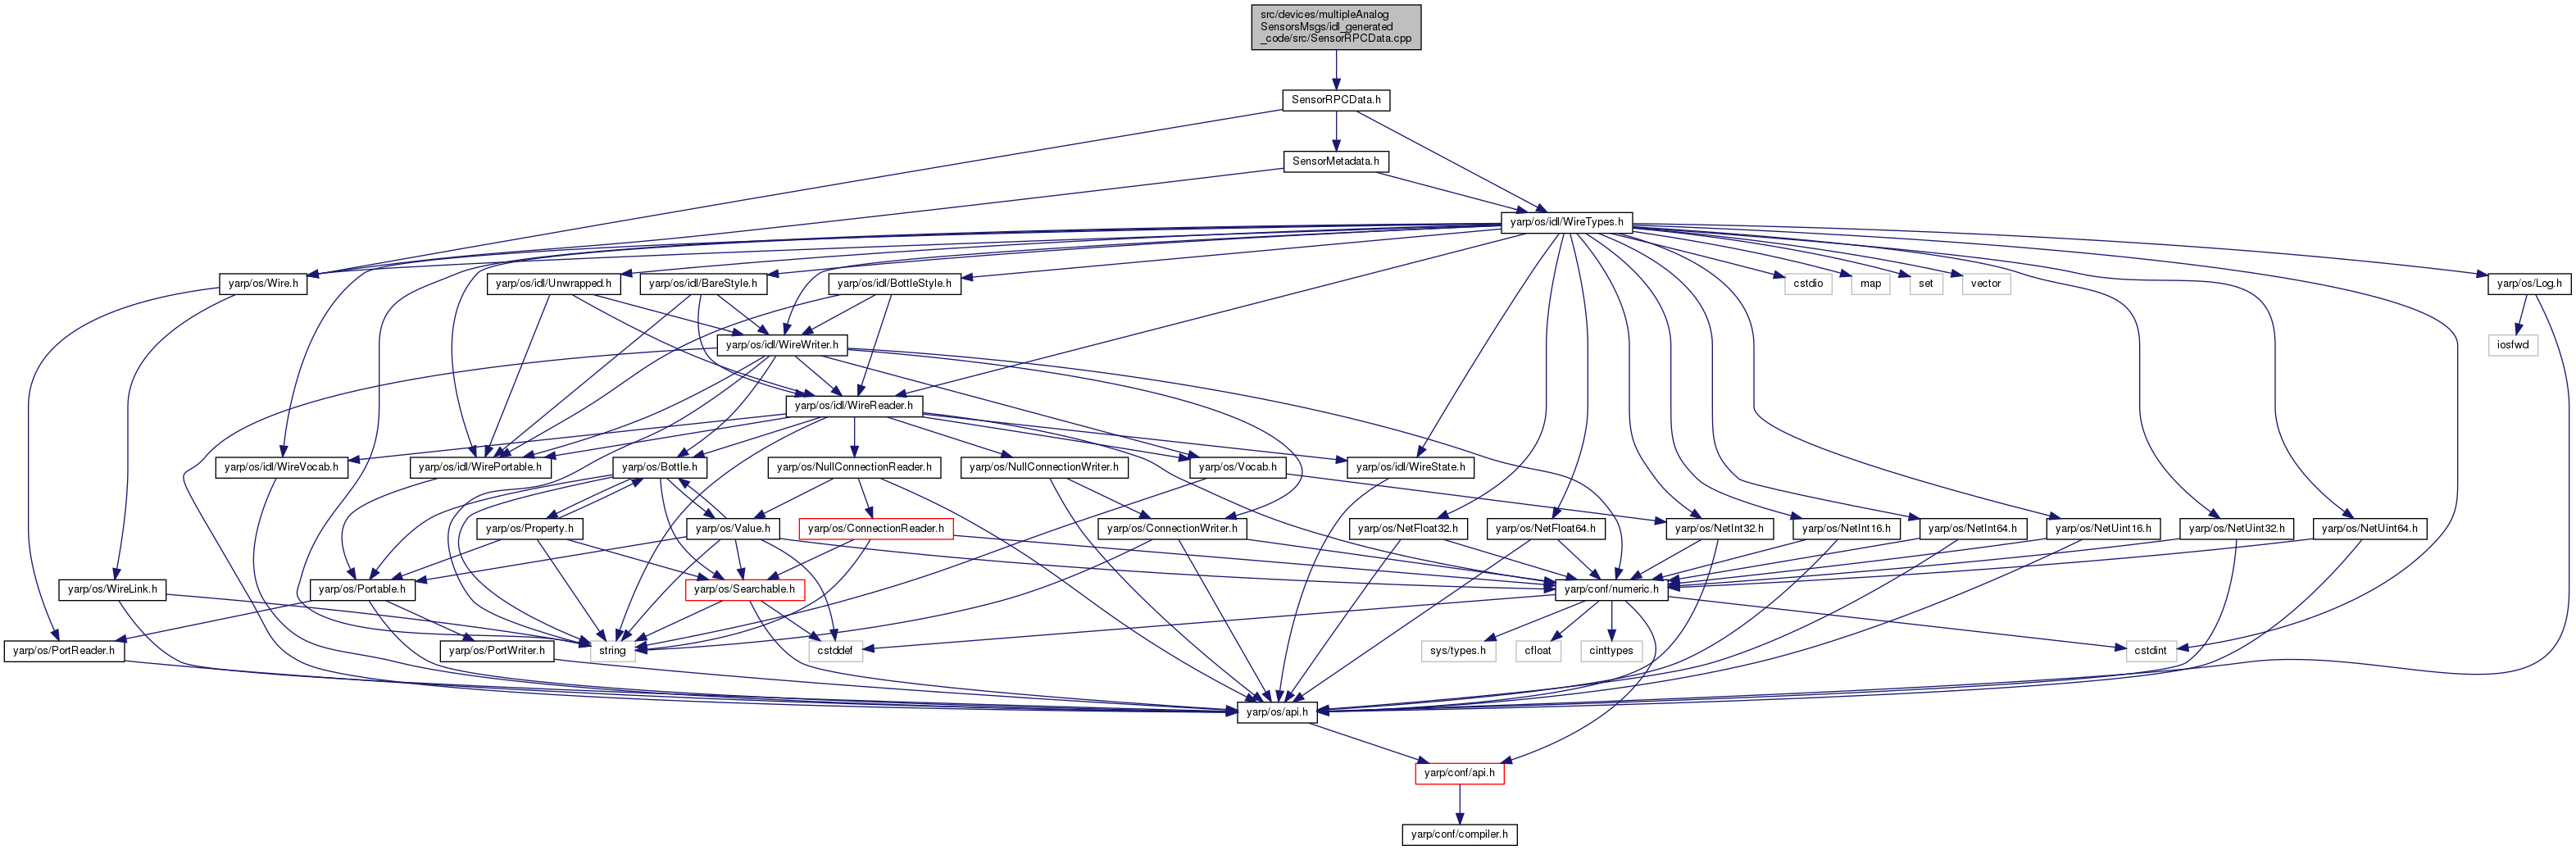 src/devices/multipleAnalog
SensorsMsgs/idl_generated
_code/src/SensorRPCData.cpp
SensorRPCData.h
SensorMetadata.h
yarp/os/idl/WireTypes.h
yarp/os/Wire.h
yarp/os/idl/Unwrapped.h
yarp/os/idl/BareStyle.h
yarp/os/idl/BottleStyle.h
cstdio
map
set
vector
yarp/os/Log.h
yarp/os/idl/WireWriter.h
iosfwd
yarp/os/idl/WireReader.h
yarp/os/idl/WireVocab.h
yarp/os/idl/WirePortable.h
yarp/os/Bottle.h
yarp/os/NullConnectionReader.h
yarp/os/NullConnectionWriter.h
yarp/os/Vocab.h
yarp/os/idl/WireState.h
yarp/os/Property.h
yarp/os/Value.h
yarp/os/ConnectionReader.h
yarp/os/ConnectionWriter.h
yarp/os/NetFloat32.h
yarp/os/NetFloat64.h
yarp/os/NetInt32.h
yarp/os/NetInt16.h
yarp/os/NetInt64.h
yarp/os/NetUint16.h
yarp/os/NetUint32.h
yarp/os/NetUint64.h
yarp/os/WireLink.h
yarp/os/Portable.h
yarp/os/Searchable.h
yarp/conf/numeric.h
yarp/os/PortReader.h
yarp/os/PortWriter.h
string
cstddef
sys/types.h
cfloat
cinttypes
cstdint
yarp/os/api.h
yarp/conf/api.h
yarp/conf/compiler.h